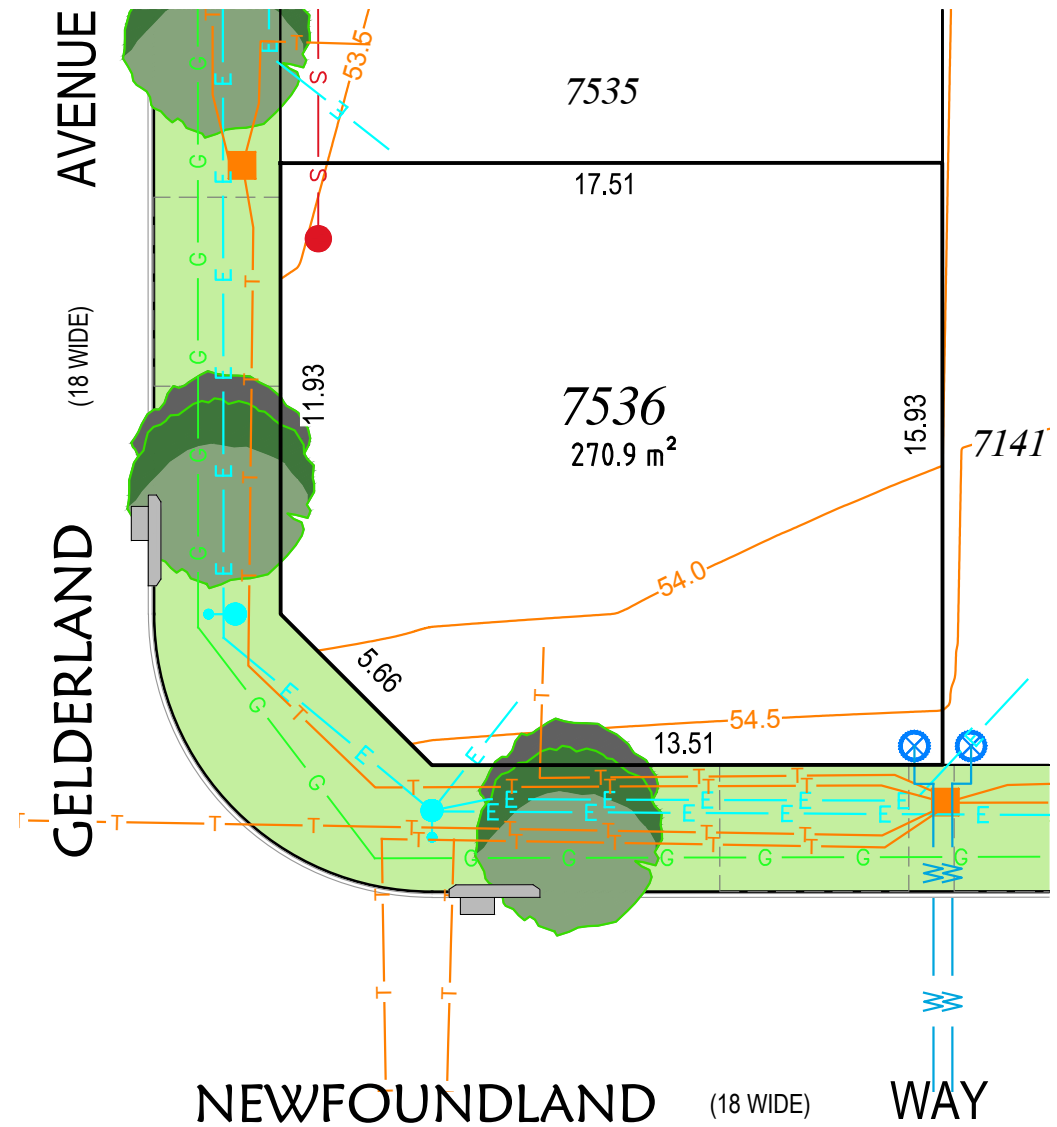 AVENUE
53.5
7535
17.51
(18 WIDE)
11.93
7536
270.9 m²
15.93
7141
GELDERLAND
54.0
5.66
54.5
13.51
NEWFOUNDLAND (18 WIDE) WAY